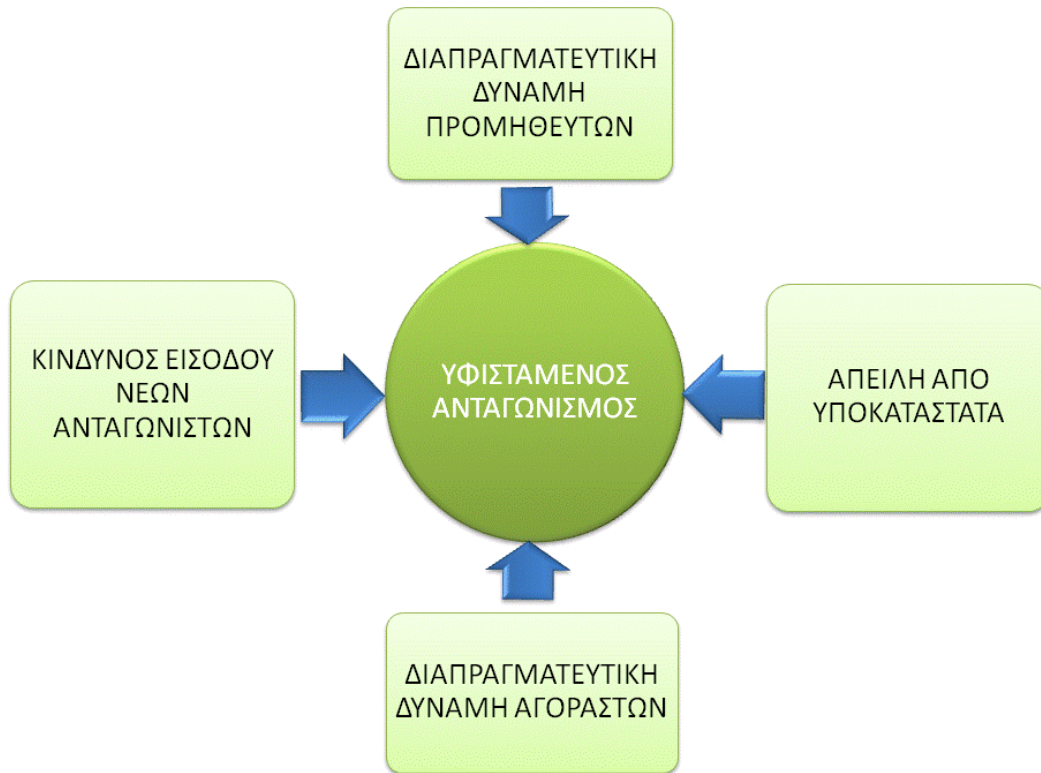 ΔΙΑΠΡΑΓΜΑΤΕΥΤΙΚΗ
ΔΥΝΑΜΗ
ΠΡΟΜΗΘΕΥΤΩΝ
ΚΙΝΔΥΝΟΣ ΕΙΣΟΔΟΥ
ΝΕΩΝ
ΑΝΤΑΓΩΝΙΣΤΩΝ
ΥΦΙΣΤΑΜΕΝΟΣ
ΑΝΤΑΓΩΝΙΣΜΟΣ
ΑΠΕΙΛΗ ΑΠΟ
ΥΠΟΚΑΤΑΣΤΑΤΑ
ΔΙΑΠΡΑΓΜΑΤΕΥΤΙΚΗ
ΔΥΝΑΜΗ ΑΓΟΡΑΣΤΩΝ